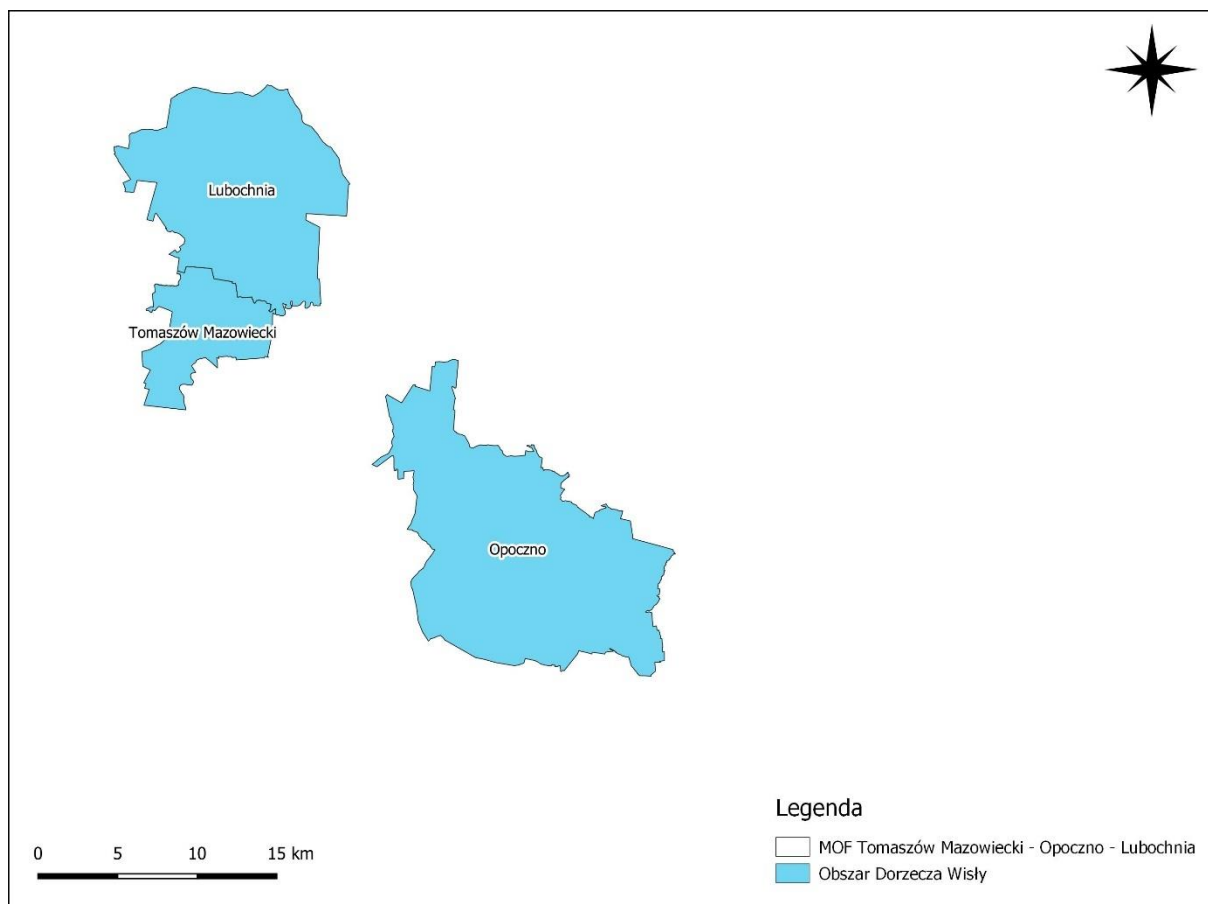 Lubochnia
Tomaszów Mazowiecki
Opoczno
Legenda
MOF Tomaszów Mazowiecki - Opoczno - Lubochnia
Obszar Dorzecza Wisły
0 5 10 15 km